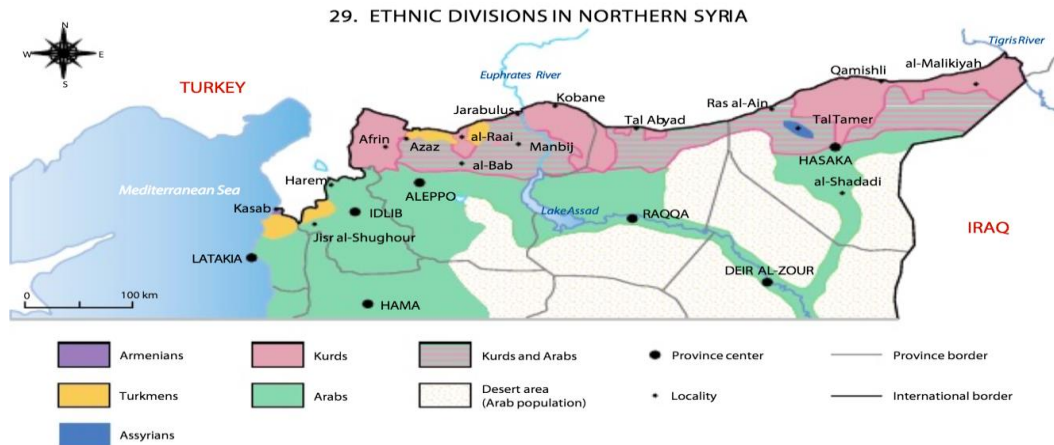 29. ETHNIC DIVISIONS IN NORTHERN SYRIA
N
W E
S
TURKEY
Euphrates River
Tigris River
al-Malikiyah
Qamishli
Kobane
Jarabulus
Ras al-Ain
Tal Abyad
Tal Tamer
Afrin
Azaz
al-Raai
Manbij
al-Bab
HASAKA
Mediterranean Sea
Harem
ALEPPO
al-Shadadi
Kasab
IDLIB
Lake Assad
RAQQA
IRAQ
Jisr al-Shughour
LATAKIA
DEIR AL-ZOUR
0 100 km
HAMA
Armenians
Kurds
Kurds and Arabs
Province center
Province border
Turkmens
Arabs
Desert area
(Arab population)
Locality
International border
Assyrians